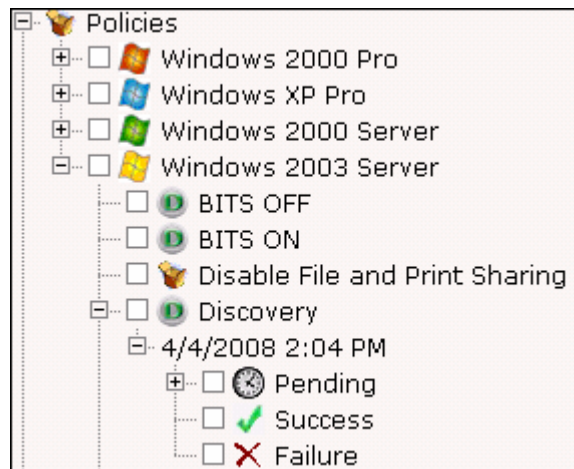 Policies
Windows 2000 Pro
Windows XP Pro
Windows 2000 Server
Windows 2003 Server
D BITS OFF
D BITS ON
Disable File and Print Sharing
D Discovery
4/4/2008 2:04 PM
Pending
Success
Failure